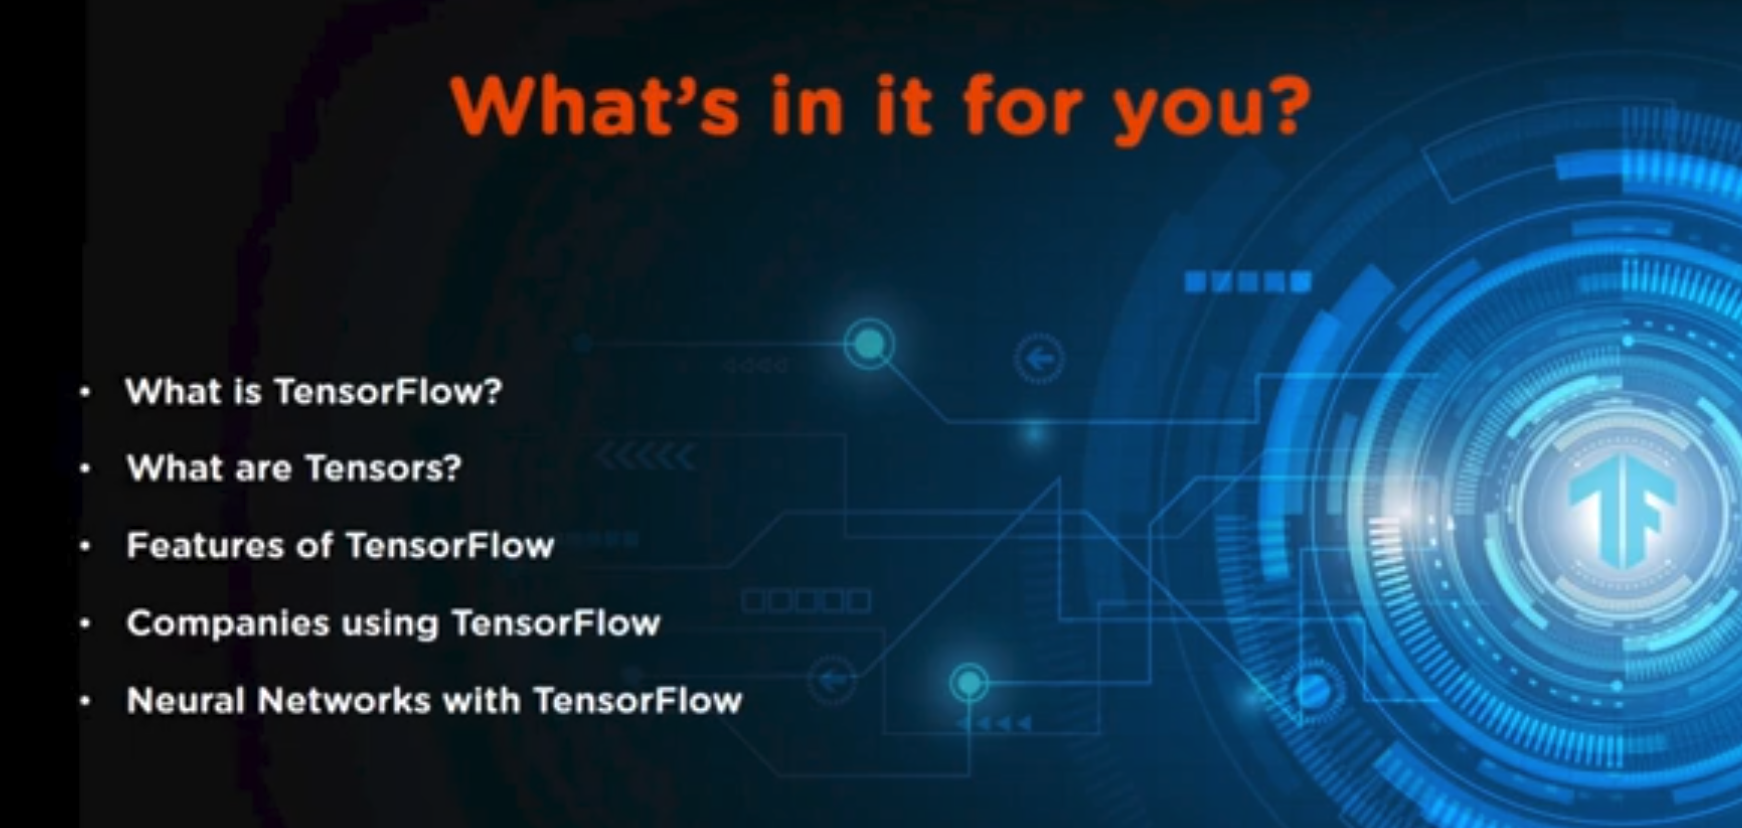 What's in it for you?
• What is TensorFlow?
• What are Tensors?
• Features of TensorFlow
• Companies using TensorFlow
• Neural Networks with TensorFlow